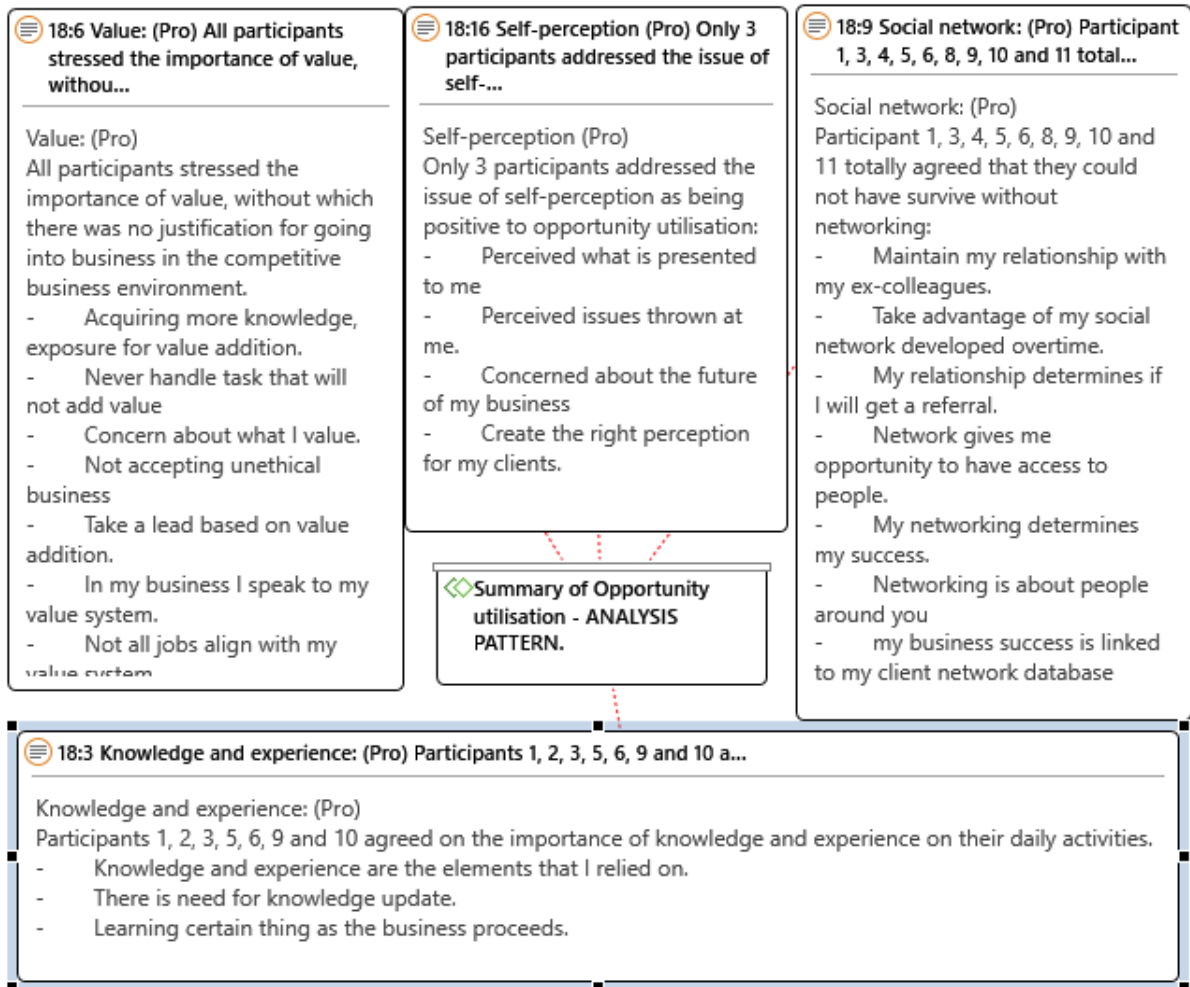 18:6 Value: (Pro) All participants
stressed the importance of value,
withou...
Value: (Pro)
All participants stressed the
importance of value, without which
there was no justification for going
into business in the competitive
business environment.
- Acquiring more knowledge,
exposure for value addition.
- Never handle task that will
not add value
- Concern about what I value.
- Not accepting unethical
business
- Take a lead based on value
addition.
- In my business I speak to my
value system.
- Not all jobs align with my
value system
18:16 Self-perception (Pro) Only 3
participants addressed the issue of
self-...
Self-perception (Pro)
Only 3 participants addressed the
issue of self-perception as being
positive to opportunity utilisation:
- Perceived what is presented
to me
- Perceived issues thrown at
me.
- Concerned about the future
of my business
- Create the right perception
for my clients.
18:9 Social network: (Pro) Participant
1, 3, 4, 5, 6, 8, 9, 10 and 11 total...
Social network: (Pro)
Participant 1, 3, 4, 5, 6, 8, 9, 10 and
11 totally agreed that they could
not have survive without
networking:
- Maintain my relationship with
my ex-colleagues.
- Take advantage of my social
network developed overtime.
- My relationship determines if
I will get a referral.
- Network gives me
opportunity to have access to
people.
- My networking determines
my success.
- Networking is about people
around you
- my business success is linked
to my client network database
Summary of Opportunity
utilisation - ANALYSIS
PATTERN.
18:3 Knowledge and experience: (Pro) Participants 1, 2, 3, 5, 6, 9 and 10 a...
Knowledge and experience: (Pro)
Participants 1, 2, 3, 5, 6, 9 and 10 agreed on the importance of knowledge and experience on their daily activities.
- Knowledge and experience are the elements that I relied on.
- There is need for knowledge update.
- Learning certain thing as the business proceeds.